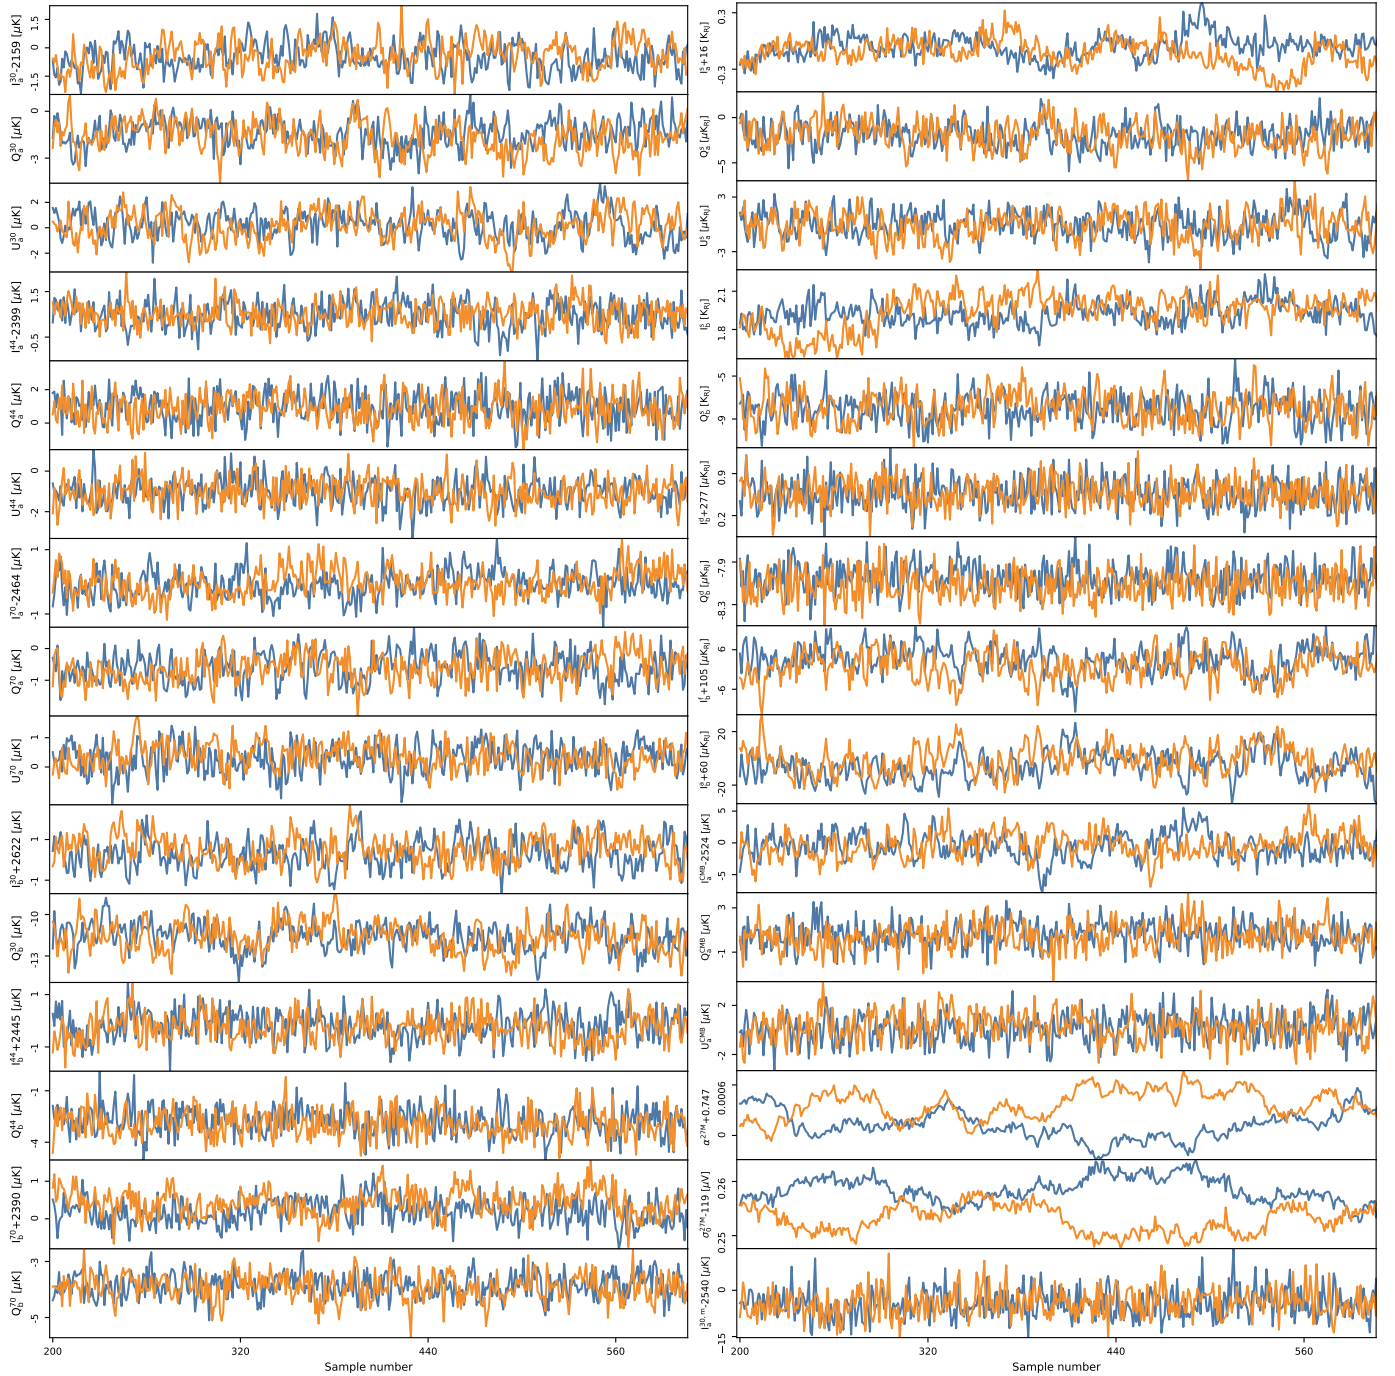 I_a^30-2159 [μK]
1.5
0
-1.5
Q_a^30 [μK]
0
-3
U_a^30 [μK]
2
0
-2
I_a^44-2399 [μK]
1.5
-0.5
Q_a^44 [μK]
2
0
U_a^44 [μK]
0
-2
I_a^70-2464 [μK]
1
-1
Q_a^70 [μK]
0
-1
U_a^70 [μK]
1
0
I_b^30+2622 [μK]
1
-1
Q_b^30 [μK]
-10
-13
I_b^44+2445 [μK]
1
-1
Q_b^44 [μK]
-1
-4
I_b^70+2390 [μK]
1
0
Q_b^70 [μK]
-3
-5
200
320
440
560
Sample number
I_a^s+16 [K_RJ]
0.3
-0.3
Q_a^s [μK_RJ]
0
−5
U_a^s [μK_RJ]
3
-3
I_b^s [K_RJ]
2.1
1.8
Q_b^s [K_RJ]
-5
-9
I_b^d+277 [μK_RJ]
0.9
0.2
Q_b^d [μK_RJ]
-7.9
-8.3
I_b^f+105 [μK_RJ]
6
-6
I_b^a+60 [μK_RJ]
20
-20
I_a^CMB-2524 [μK]
5
0
-5
Q_a^CMB [μK]
3
-1
U_a^CMB [μK]
2
-2
α^27M+0.747
0.0006
0
σ_0^27M-119 [μV]
0.26
0.25
I_a^30,m-2540 [μK]
0
−15
200
320
440
560
Sample number